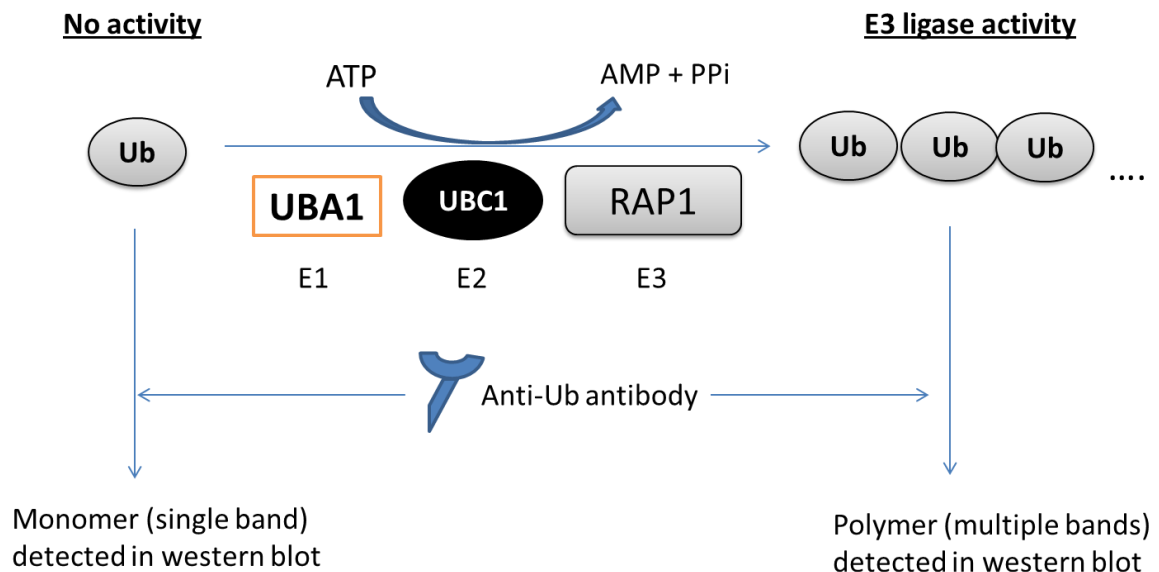 No activity
E3 ligase activity
ATP
AMP + PPi
Ub
Ub
Ub
Ub
....
UBA1
UBC1
RAP1
E1
E2
E3
Anti-Ub antibody
Monomer (single band)
detected in western blot
Polymer (multiple bands)
detected in western blot